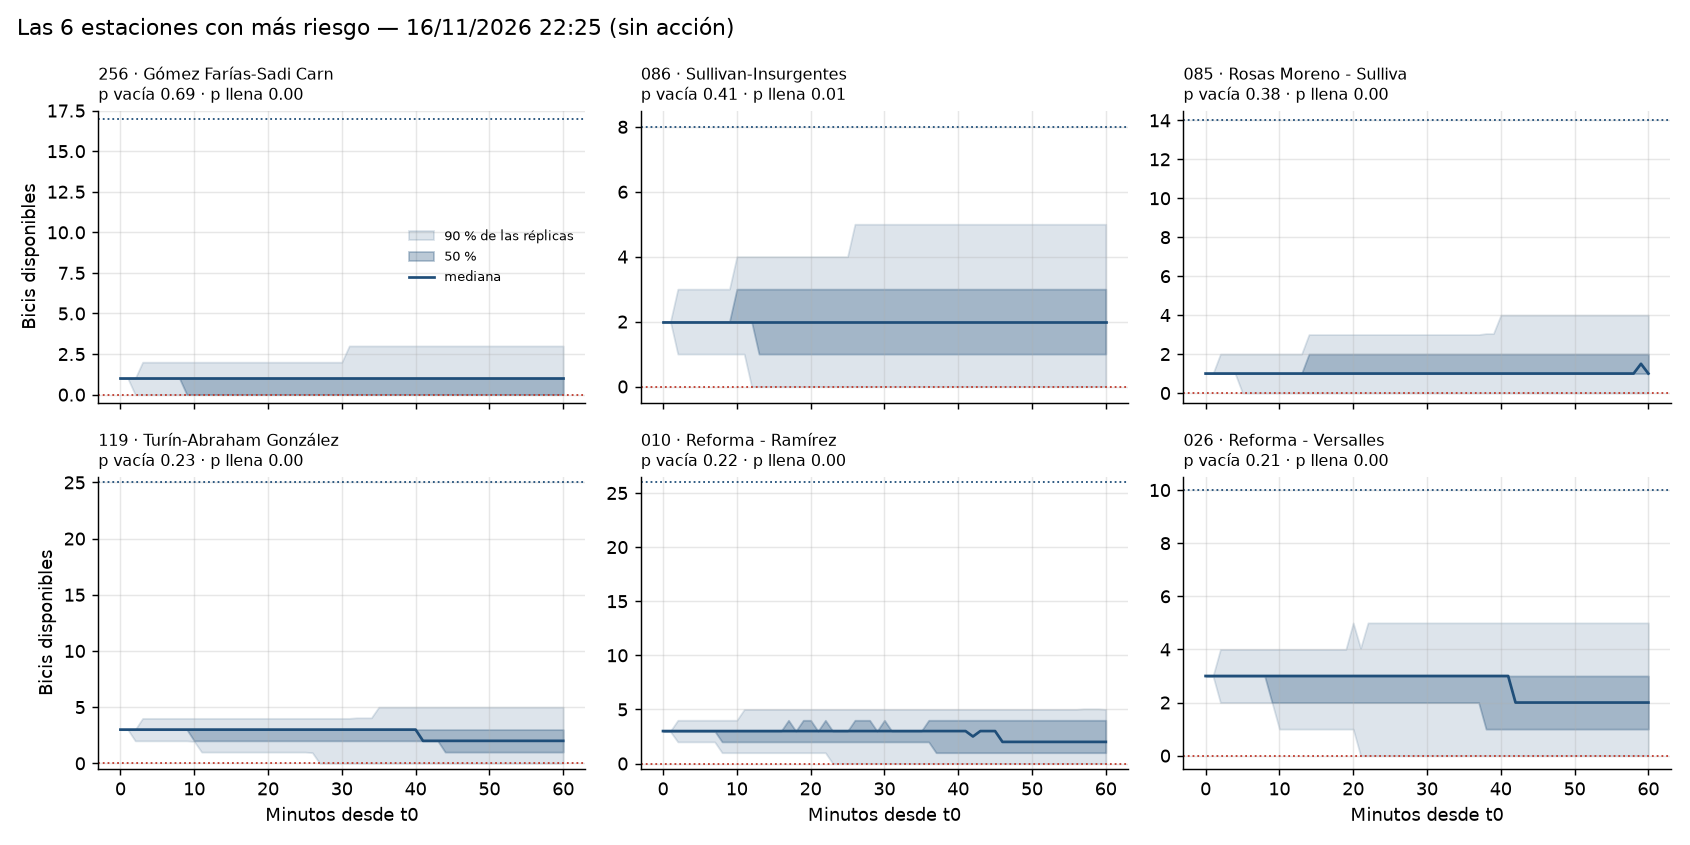 Las 6 estaciones con más riesgo — 16/11/2026 22:25 (sin acción)
256 · Gómez Farías-Sadi Carn
p vacía 0.69 · p llena 0.00
17.5
15.0
12.5
10.0
7.5
5.0
2.5
0.0
Bicis disponibles
90 % de las réplicas
50 %
mediana
086 · Sullivan-Insurgentes
p vacía 0.41 · p llena 0.01
8
6
4
2
0
085 · Rosas Moreno - Sulliva
p vacía 0.38 · p llena 0.00
14
12
10
8
6
4
2
0
119 · Turín-Abraham González
p vacía 0.23 · p llena 0.00
25
20
15
10
5
0
Bicis disponibles
0 10 20 30 40 50 60
Minutos desde t0
010 · Reforma - Ramírez
p vacía 0.22 · p llena 0.00
25
20
15
10
5
0
0 10 20 30 40 50 60
Minutos desde t0
026 · Reforma - Versalles
p vacía 0.21 · p llena 0.00
10
8
6
4
2
0
0 10 20 30 40 50 60
Minutos desde t0